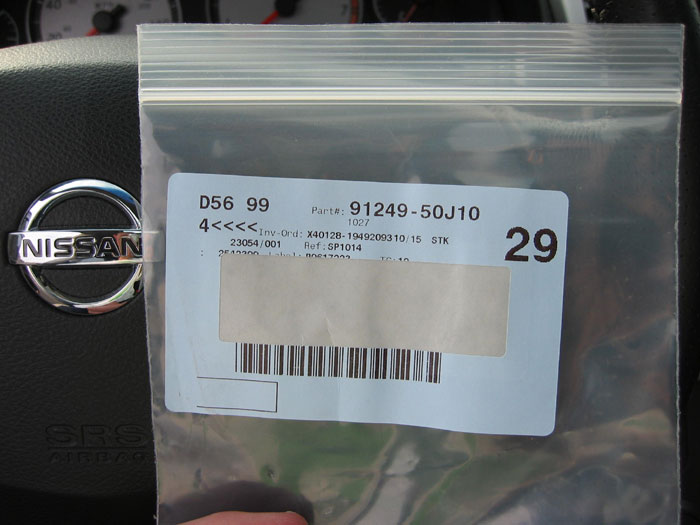 NISSAN
SRS
AIRBAG
D56 99 Part#: 91249-50J10
1027
4<<<< Inv-Ord: X4012B-1949209310/15 STK
23054/001 Ref:SP1014
29